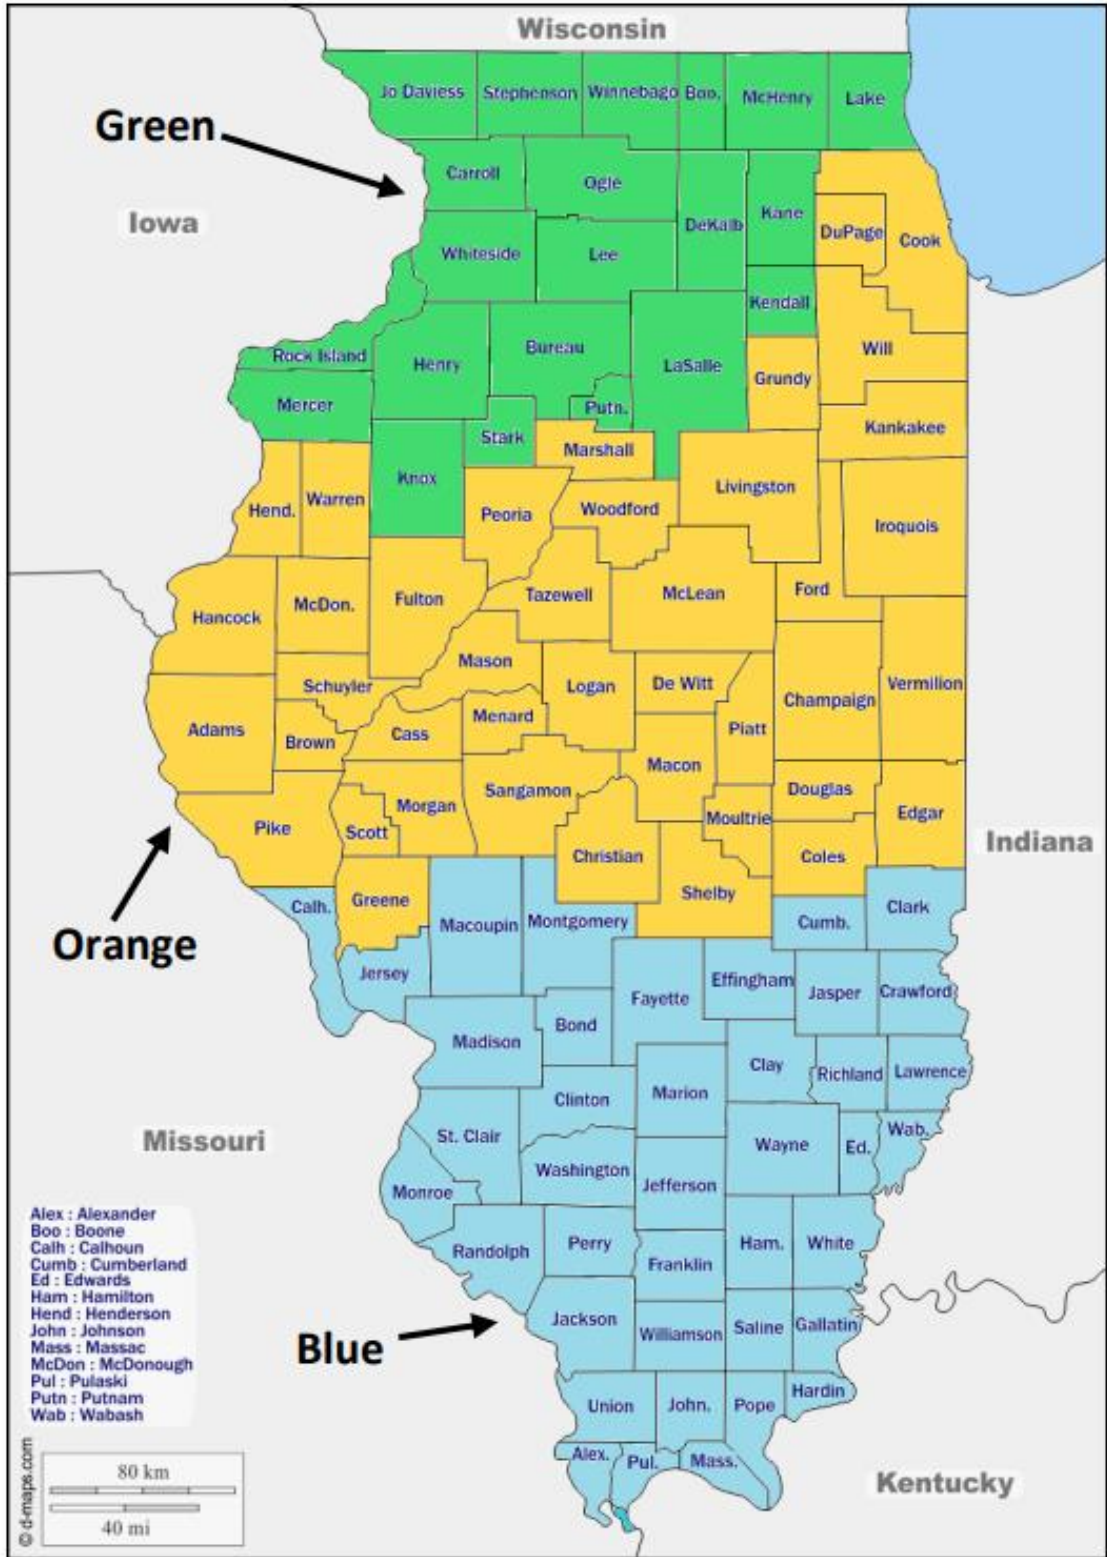 Wisconsin
Jo Daviess
Stephenson
Winnebago
Boo.
McHenry
Lake
Green
Carroll
Ogle
DeKalb
Kane
DuPage
Cook
Iowa
Whiteside
Lee
Kendall
Rock Island
Henry
Bureau
LaSalle
Will
Grundy
Mercer
Putn.
Stark
Marshall
Kankakee
Knox
Hend.
Warren
Peoria
Woodford
Livingston
Iroquois
Hancock
McDon.
Fulton
Tazewell
McLean
Ford
Mason
Schuyler
Logan
De Witt
Champaign
Vermilion
Adams
Brown
Cass
Menard
Piatt
Macon
Pike
Scott
Morgan
Sangamon
Moultrie
Douglas
Edgar
Indiana
Christian
Coles
Orange
Calh.
Greene
Macoupin
Montgomery
Shelby
Cumb.
Clark
Jersey
Fayette
Effingham
Jasper
Crawford
Madison
Bond
Clay
Richland
Lawrence
Clinton
Marion
Missouri
St. Clair
Washington
Wayne
Ed.
Wab.
Monroe
Jefferson
Randolph
Perry
Franklin
Ham.
White
Alex : Alexander
Boo : Boone
Calh : Calhoun
Cumb : Cumberland
Ed : Edwards
Ham : Hamilton
Hend : Henderson
John : Johnson
Mass : Massac
McDon : McDonough
Pul : Pulaski
Putn : Putnam
Wab : Wabash
Blue
Jackson
Williamson
Saline
Gallatin
Union
John.
Pope
Hardin
Alex.
Pul.
Mass.
Kentucky
80 km
40 mi
© d-maps.com